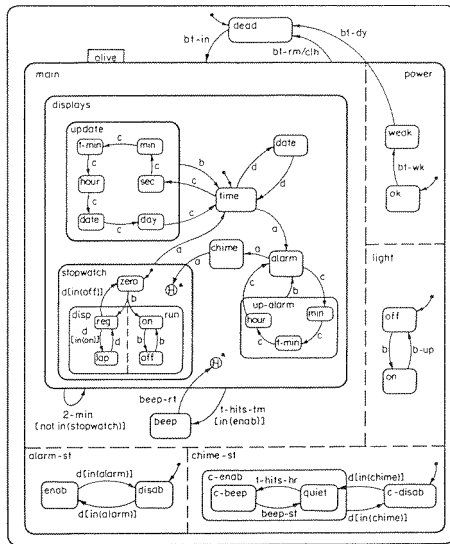 dead
bt-in
bt-dy
bt-rm/clh
alive
main
power
displays
update
t-min
c
min
c
c
hour
sec
c
c
date
c
day
c
b
time
d
date
d
weak
bt-wk
ok
a
a
chime
a
alarm
a
H*
stopwatch
zero
d[in(off)]
b
disp
reg
on
run
d
[in(on)]
d
b
b
lap
off
c
b
c
up-alarm
hour
min
c
t-min
c
light
off
b
b-up
on
H*
beep-rt
t-hits-tm
[in(enab)]
beep
2-min
[not in(stopwatch)]
alarm-st
enab
d[in(alarm)]
disab
d[in(alarm)]
chime-st
c-enab
c-beep
t-hits-hr
quiet
beep-st
d[in(chime)]
c-disab
d[in(chime)]